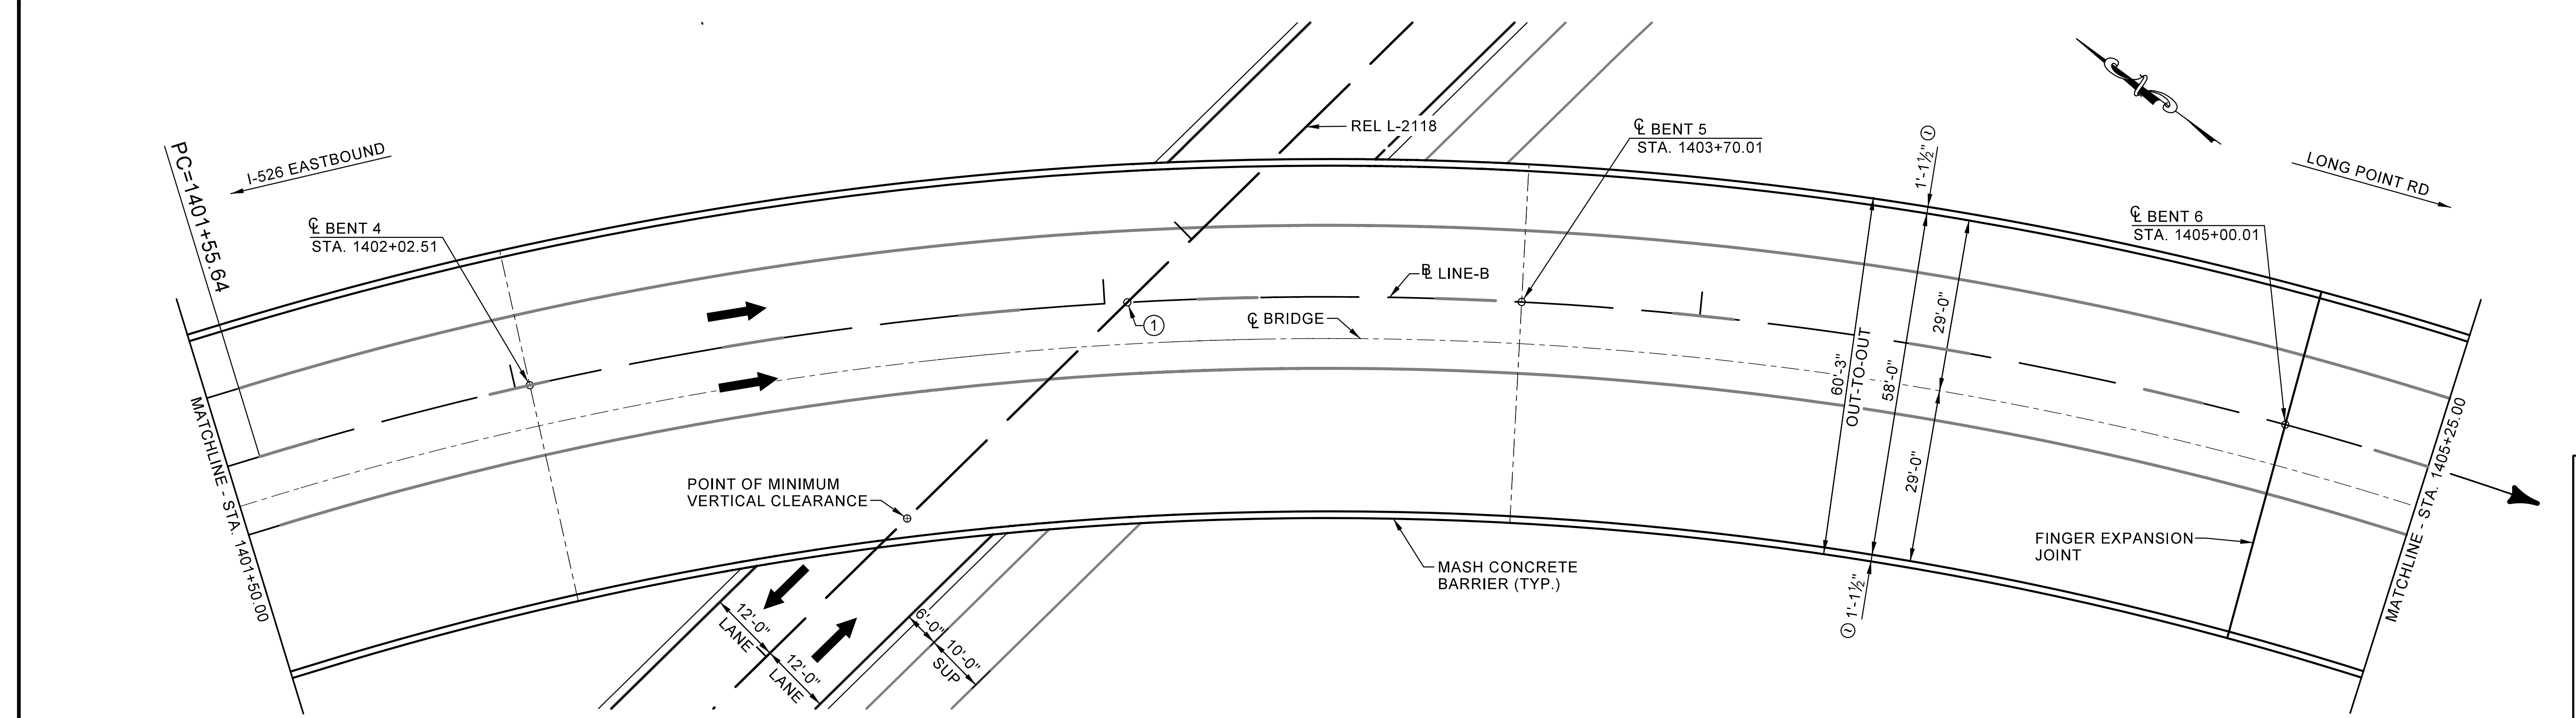 PC=1401+55.64
I-526 EASTBOUND
℄ BENT 4
STA. 1402+02.51
MATCHLINE - STA. 1401+50.00
REL L-2118
℄ BENT 5
STA. 1403+70.01
1'-1½" ~
LONG POINT RD
℄ BENT 6
STA. 1405+00.01
BL LINE-B
℄ BRIDGE
1
60'-3"
OUT-TO-OUT
58'-0"
29'-0"
29'-0"
POINT OF MINIMUM
VERTICAL CLEARANCE
FINGER EXPANSION
JOINT
MATCHLINE - STA. 1405+25.00
MASH CONCRETE
BARRIER (TYP.)
~ 1'-1½"
12'-0"
LANE
12'-0"
LANE
6'-0"
10'-0"
SUP